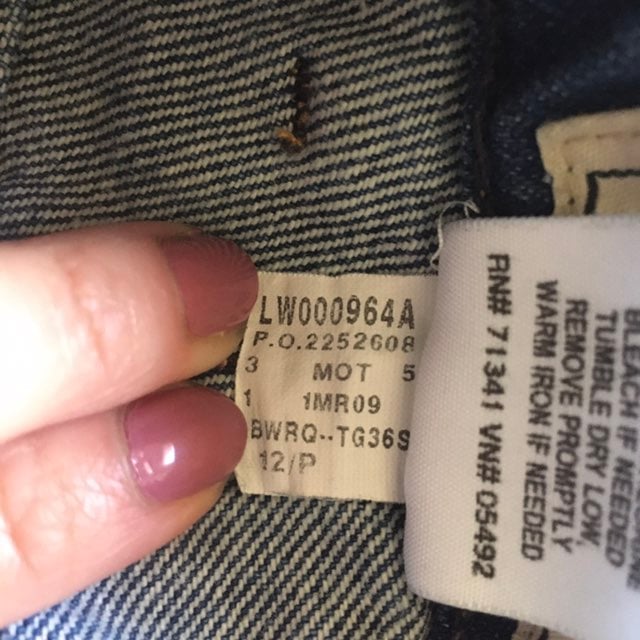 LW000964A
P.O.2252608
3 MOT 5
1 1MR09
BWRQ--TG36S
12/P
BLEACH IF
TUMBLE DRY LOW,
REMOVE PROMPTLY
WARM IRON IF NEEDED
RN# 71341 VN# 05492